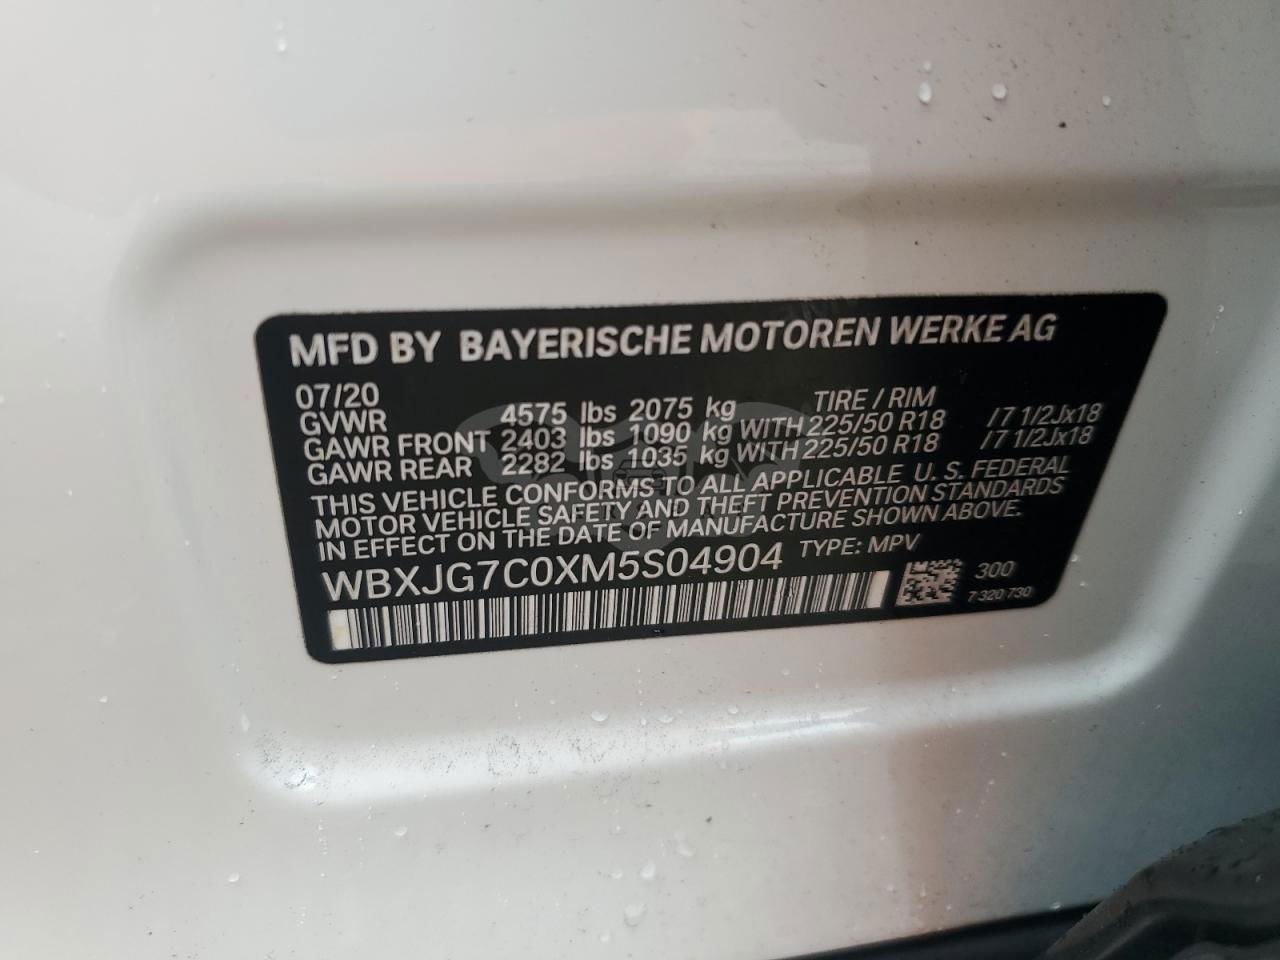 MFD BY BAYERISCHE MOTOREN WERKE AG
07/20 TIRE / RIM
GVWR 4575 lbs 2075 kg
GAWR FRONT 2403 lbs 1090 kg WITH 225/50 R18 /7 1/2Jx18
GAWR REAR 2282 lbs 1035 kg WITH 225/50 R18 /7 1/2Jx18
THIS VEHICLE CONFORMS TO ALL APPLICABLE U. S. FEDERAL
MOTOR VEHICLE SAFETY AND THEFT PREVENTION STANDARDS
IN EFFECT ON THE DATE OF MANUFACTURE SHOWN ABOVE.
WBXJG7C0XM5S04904 TYPE: MPV
300
7 320 730